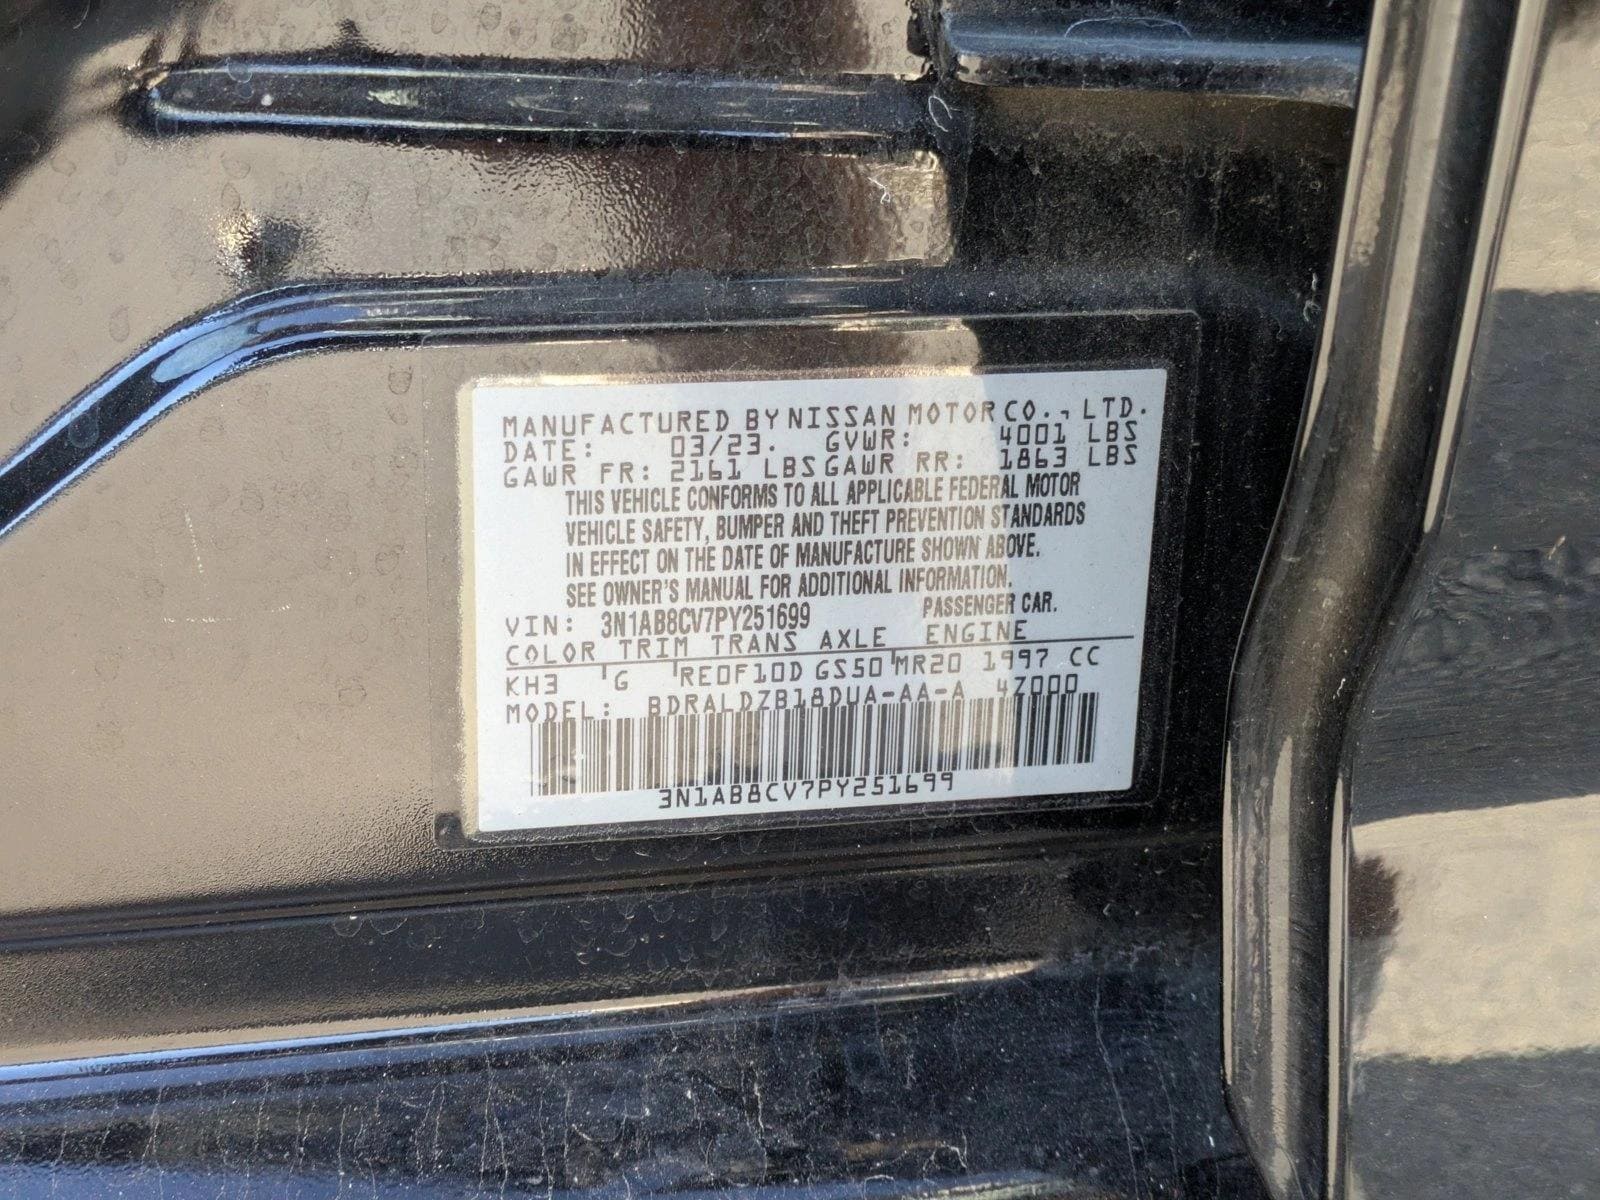 MANUFACTURED BY NISSAN MOTOR CO., LTD.
DATE: 03/23. GVWR: 4001 LBS
GAWR FR: 2161 LBS GAWR RR: 1863 LBS
THIS VEHICLE CONFORMS TO ALL APPLICABLE FEDERAL MOTOR
VEHICLE SAFETY, BUMPER AND THEFT PREVENTION STANDARDS
IN EFFECT ON THE DATE OF MANUFACTURE SHOWN ABOVE.
SEE OWNER'S MANUAL FOR ADDITIONAL INFORMATION.
VIN: 3N1AB8CV7PY251699 PASSENGER CAR.
COLOR TRIM TRANS AXLE ENGINE
KH3 G RE0F10D GS50 MR20 1997 CC
MODEL: BDRALDZB18DUA-AA-A 4Z000
3N1AB8CV7PY251699